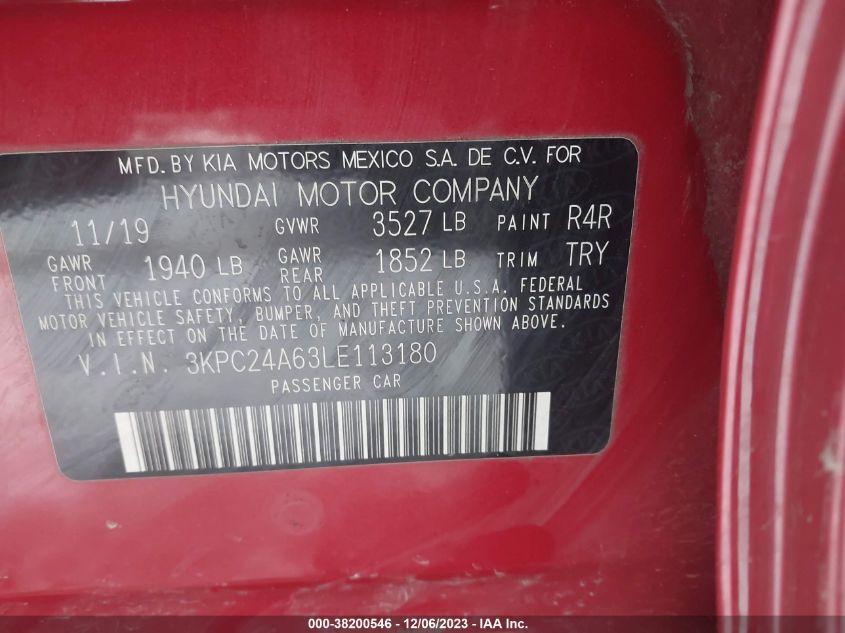 MFD. BY KIA MOTORS MEXICO S.A. DE C.V. FOR
HYUNDAI MOTOR COMPANY
11/19 GVWR 3527 LB PAINT R4R
GAWR FRONT 1940 LB GAWR REAR 1852 LB TRIM TRY
THIS VEHICLE CONFORMS TO ALL APPLICABLE U.S.A. FEDERAL
MOTOR VEHICLE SAFETY, BUMPER, AND THEFT PREVENTION STANDARDS
IN EFFECT ON THE DATE OF MANUFACTURE SHOWN ABOVE.
V.I.N. 3KPC24A63LE113180
PASSENGER CAR
000-38200546 - 12/06/2023 - IAA Inc.